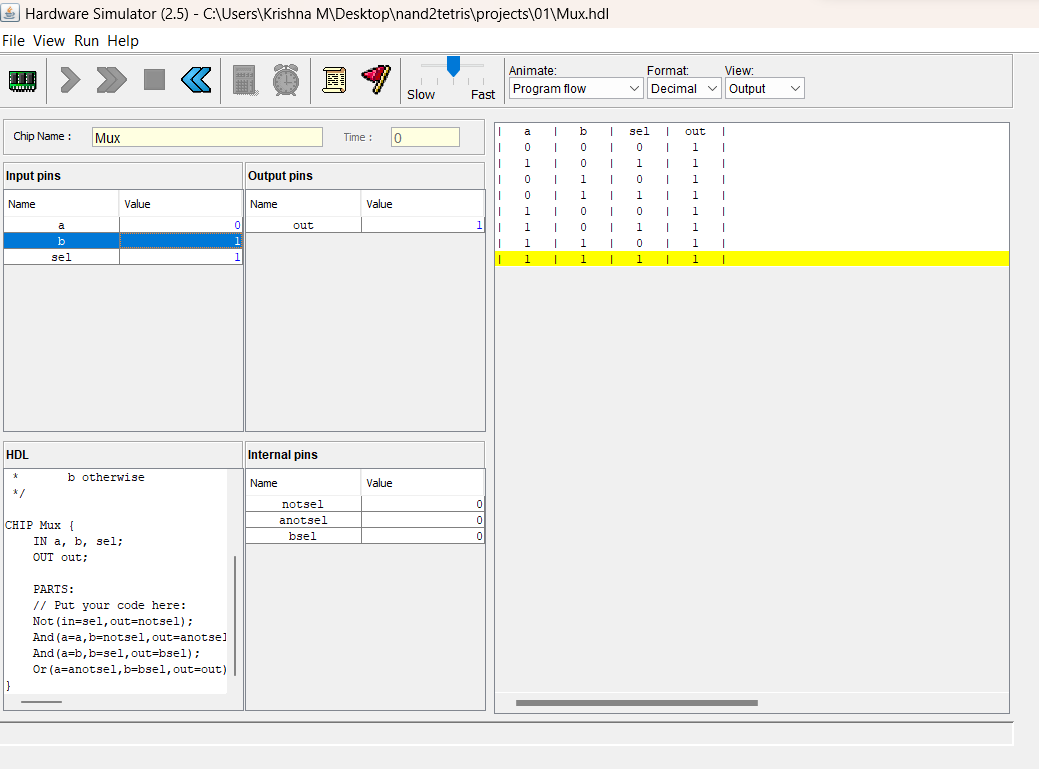 Hardware Simulator (2.5) - C:\Users\Krishna M\Desktop\nand2tetris\projects\01\Mux.hdl
File View Run Help
Slow Fast
Animate: Format: View:
Program flow Decimal Output
Chip Name : Mux Time : 0
Input pins
Name Value
a 0
b 1
sel 1
Output pins
Name Value
out 1
HDL
* b otherwise
*/
CHIP Mux {
IN a, b, sel;
OUT out;
PARTS:
// Put your code here:
Not(in=sel,out=notsel);
And(a=a,b=notsel,out=anotsel
And(a=b,b=sel,out=bsel);
Or(a=anotsel,b=bsel,out=out)
}
Internal pins
Name Value
notsel 0
anotsel 0
bsel 0
| a | b | sel | out |
| 0 | 0 | 0 | 1 |
| 1 | 0 | 1 | 1 |
| 0 | 1 | 0 | 1 |
| 0 | 1 | 1 | 1 |
| 1 | 0 | 0 | 1 |
| 1 | 0 | 1 | 1 |
| 1 | 1 | 0 | 1 |
| 1 | 1 | 1 | 1 |